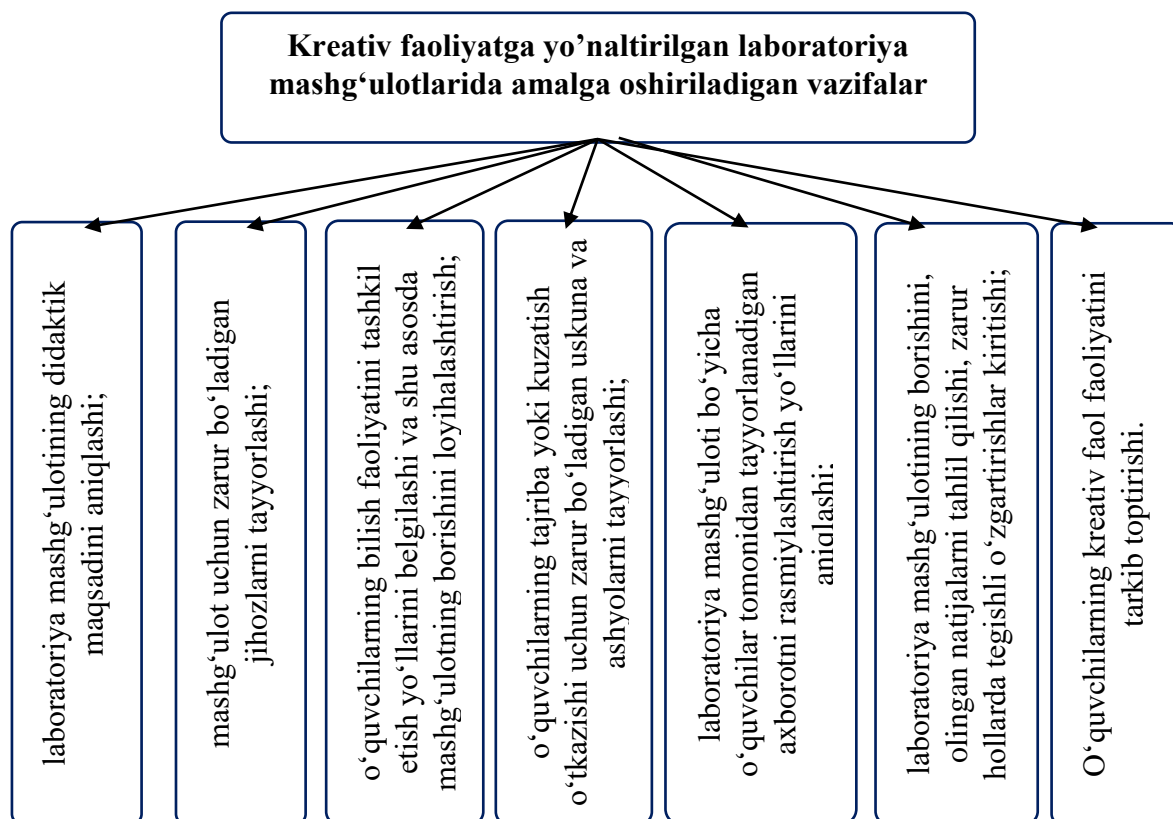 Kreativ faoliyatga yo’naltirilgan laboratoriya
mashg‘ulotlarida amalga oshiriladigan vazifalar
laboratoriya mashg‘ulotining didaktik
maqsadini aniqlashi;
mashg‘ulot uchun zarur bo‘ladigan
jihozlarni tayyorlashi;
o‘quvchilarning bilish faoliyatini tashkil
etish yo‘llarini belgilashi va shu asosda
mashg‘ulotning borishini loyihalashtirish;
o‘quvchilarning tajriba yoki kuzatish
o‘tkazishi uchun zarur bo‘ladigan uskuna va
ashyolarni tayyorlashi;
laboratoriya mashg‘uloti bo‘yicha
o‘quvchilar tomonidan tayyorlanadigan
axborotni rasmiylashtirish yo‘llarini
aniqlashi;
laboratoriya mashg‘ulotining borishini,
olingan natijalarni tahlil qilishi, zarur
hollarda tegishli o‘zgartirishlar kiritishi;
O‘quvchilarning kreativ faol faoliyatini
tarkib toptirishi.